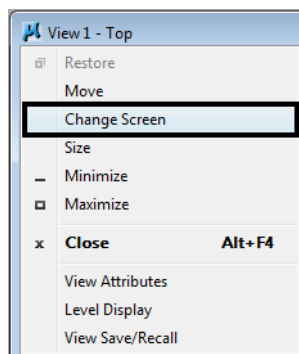 View 1 - Top
Restore
Move
Change Screen
Size
Minimize
Maximize
Close Alt+F4
View Attributes
Level Display
View Save/Recall